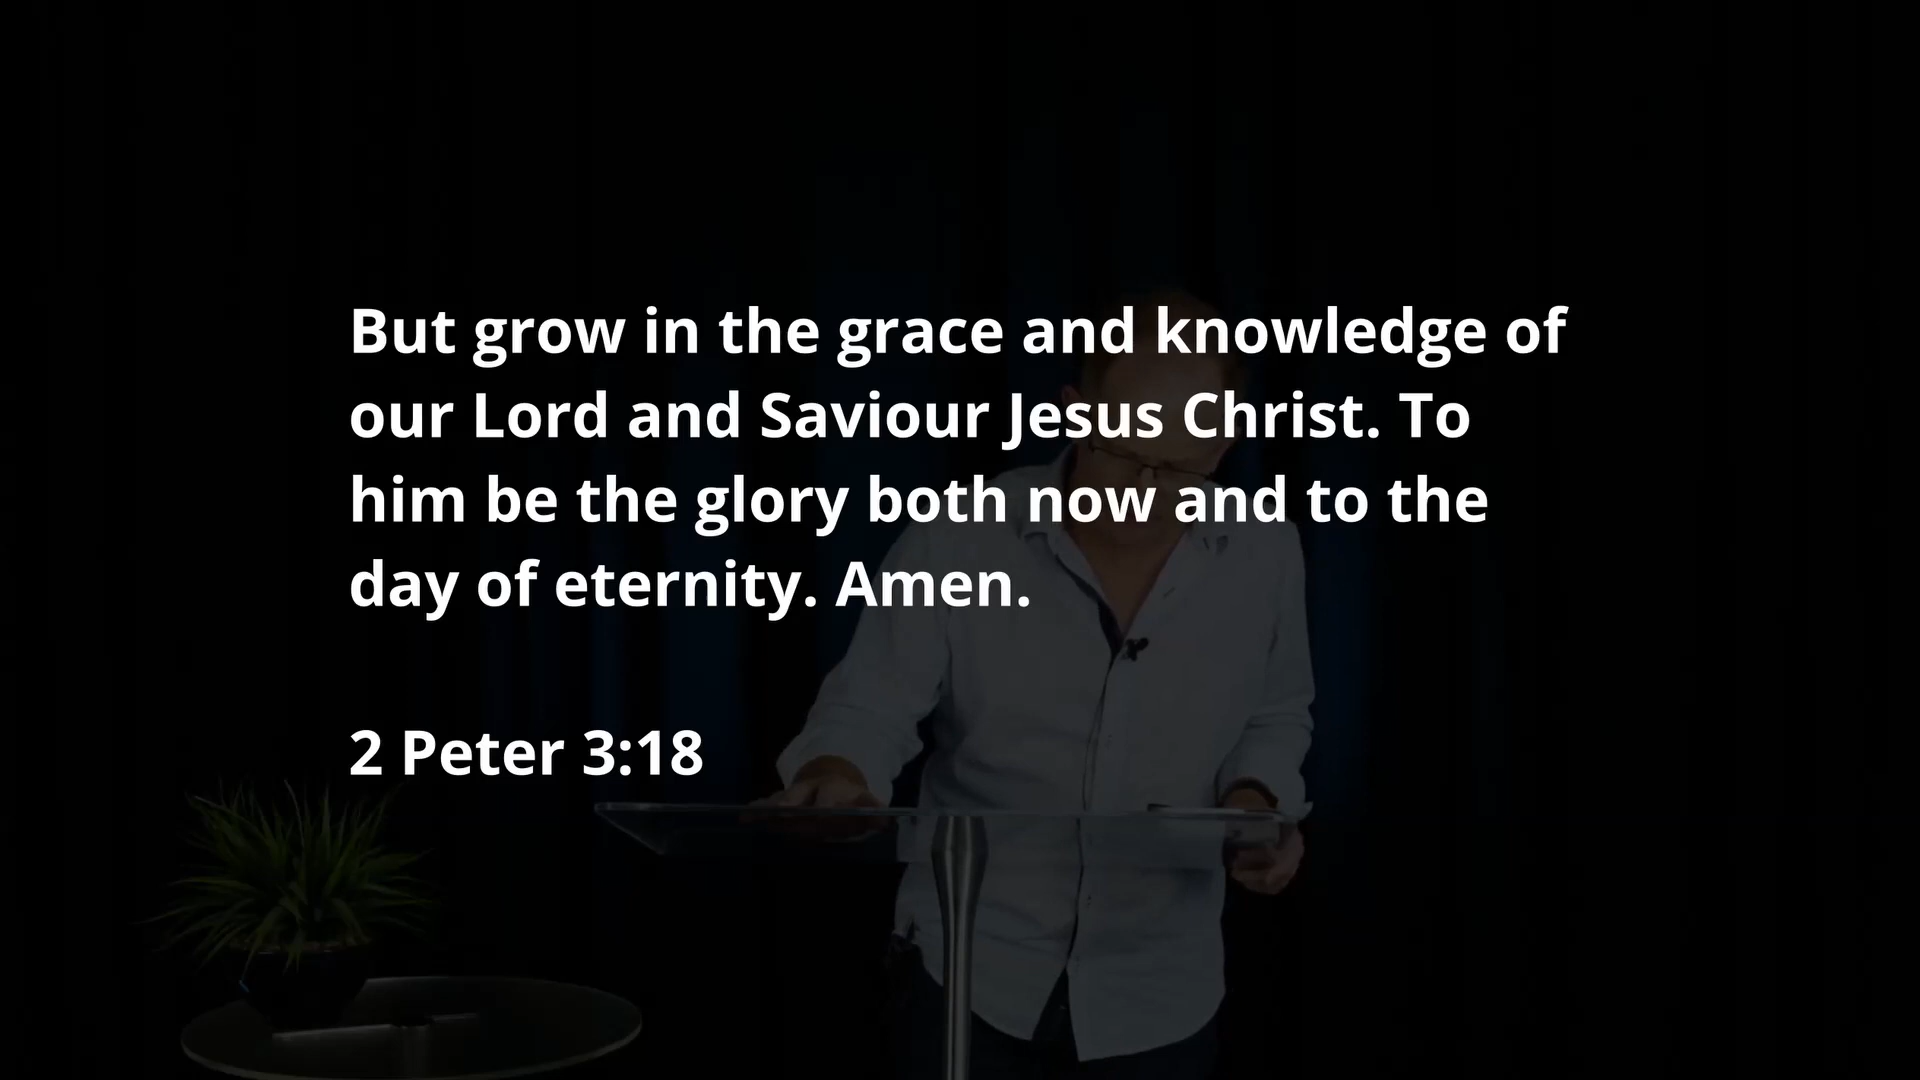 But grow in the grace and knowledge of
our Lord and Saviour Jesus Christ. To
him be the glory both now and to the
day of eternity. Amen.
2 Peter 3:18